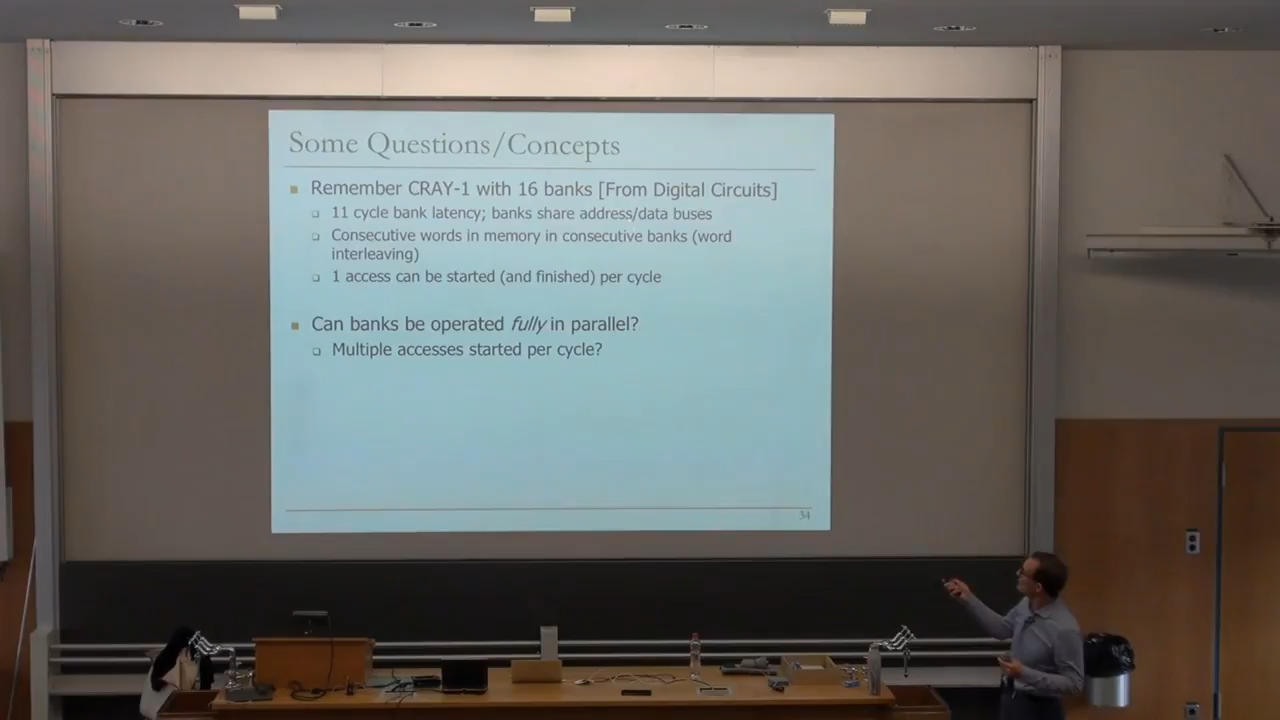 Some Questions/Concepts
Remember CRAY-1 with 16 banks [From Digital Circuits]
11 cycle bank latency; banks share address/data buses
Consecutive words in memory in consecutive banks (word
interleaving)
1 access can be started (and finished) per cycle
Can banks be operated fully in parallel?
Multiple accesses started per cycle?
34